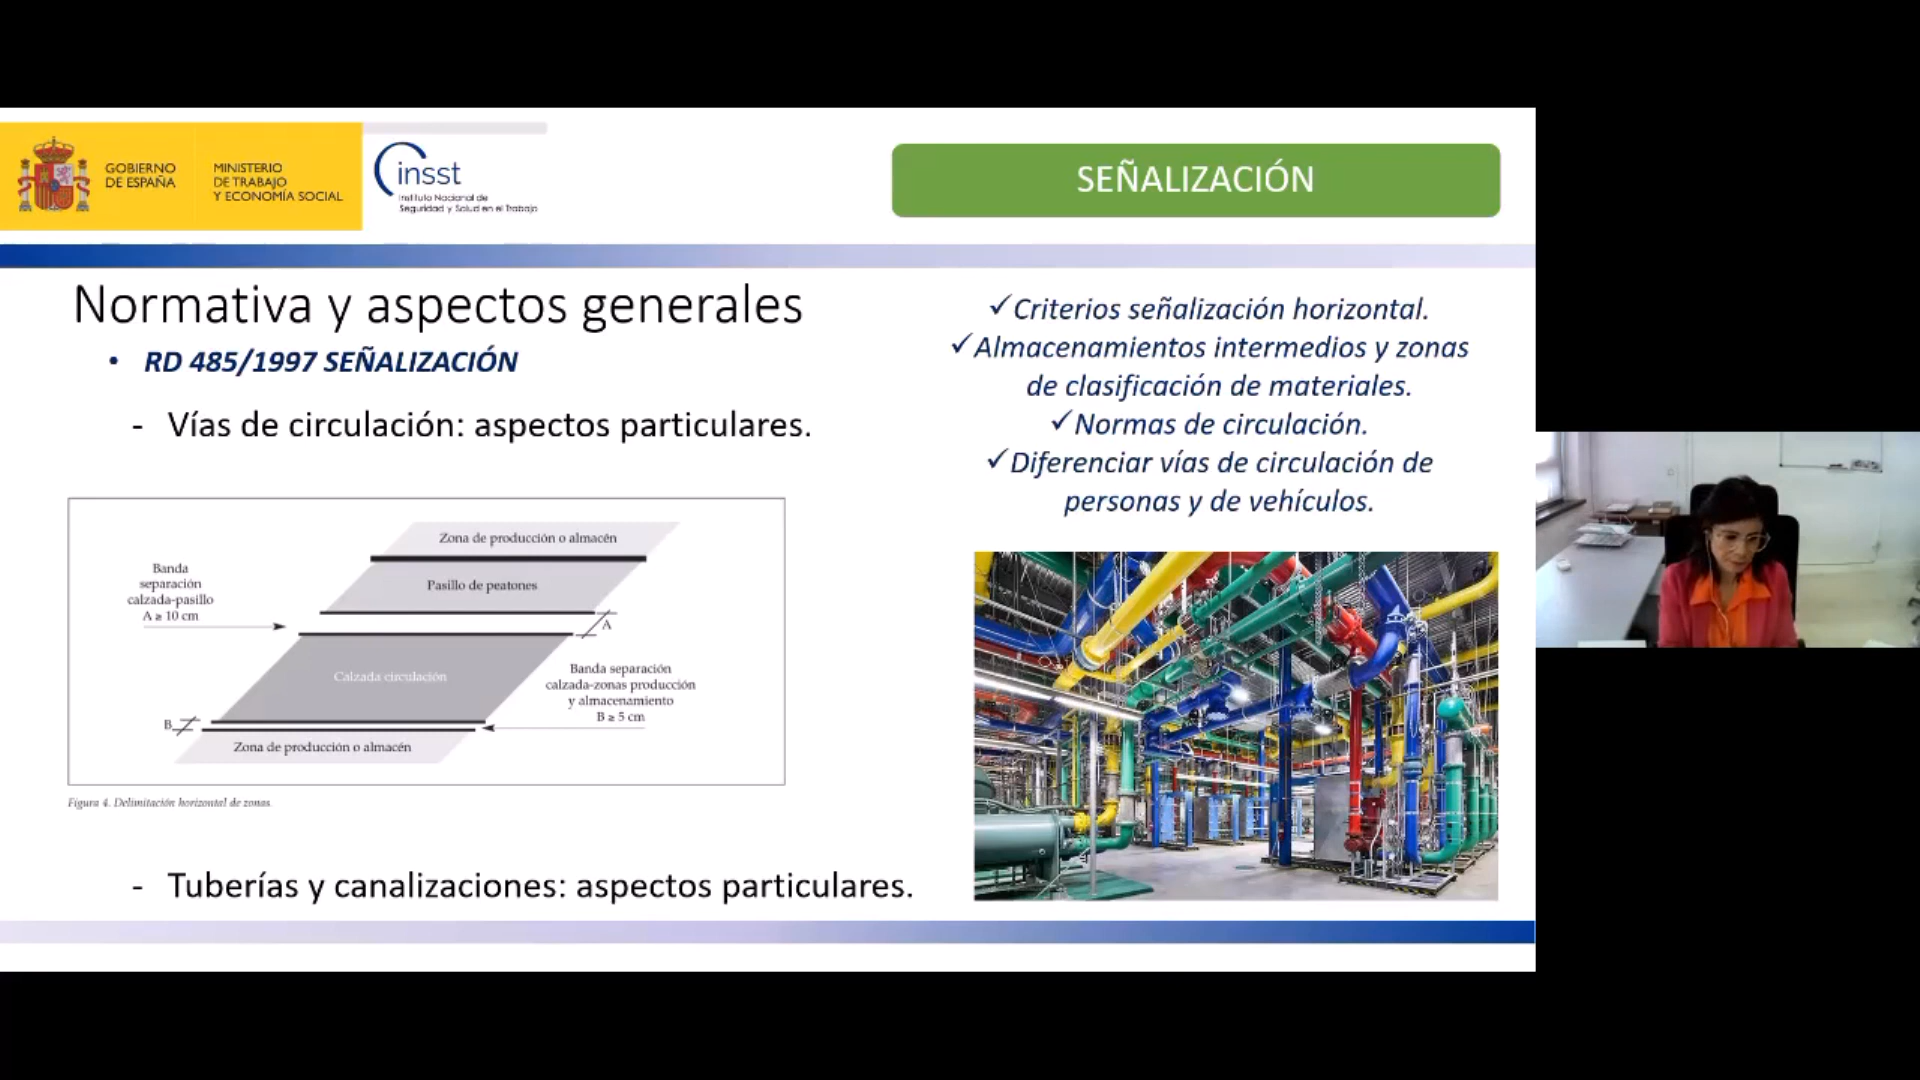 GOBIERNO
DE ESPAÑA
MINISTERIO
DE TRABAJO
Y ECONOMÍA SOCIAL
insst
Instituto Nacional de
Seguridad y Salud en el Trabajo
SEÑALIZACIÓN
Normativa y aspectos generales
• RD 485/1997 SEÑALIZACIÓN
- Vías de circulación: aspectos particulares.
Zona de producción o almacén
Banda
separación
calzada-pasillo
A ≥ 10 cm
Pasillo de peatones
A
Calzada circulación
Banda separación
calzada-zonas producción
y almacenamiento
B ≥ 5 cm
B
Zona de producción o almacén
Figura 4. Delimitación horizontal de zonas.
- Tuberías y canalizaciones: aspectos particulares.
✓Criterios señalización horizontal.
✓Almacenamientos intermedios y zonas
de clasificación de materiales.
✓Normas de circulación.
✓Diferenciar vías de circulación de
personas y de vehículos.